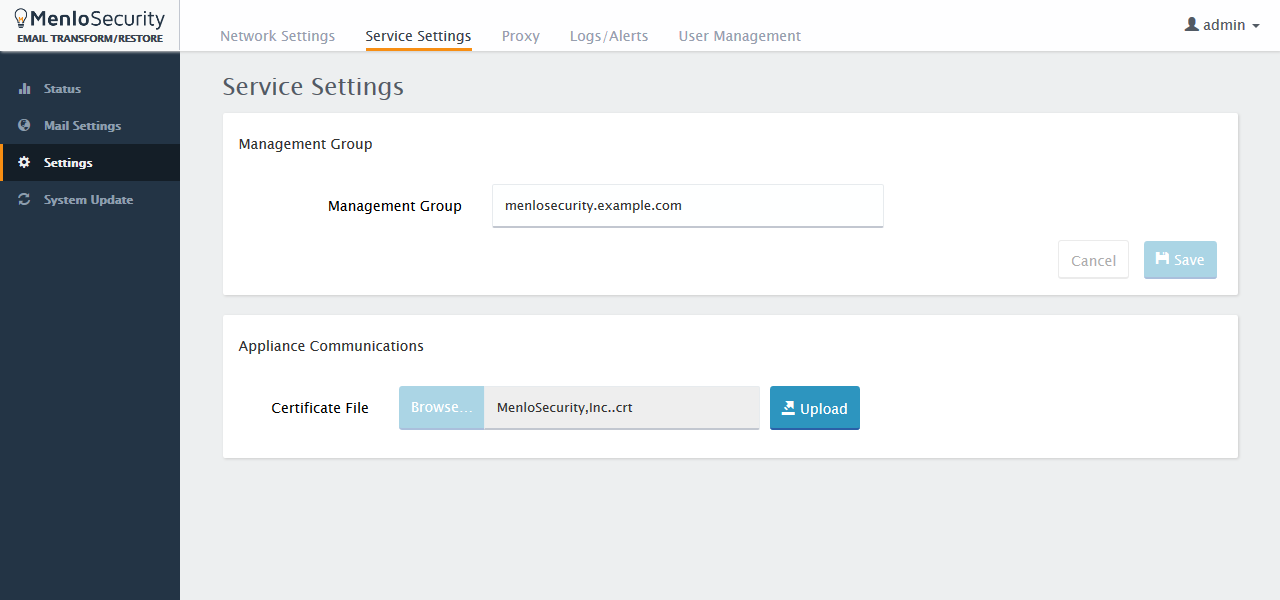 MenloSecurity
EMAIL TRANSFORM/RESTORE
Network Settings Service Settings Proxy Logs/Alerts User Management
admin
Status
Mail Settings
Settings
System Update
Service Settings
Management Group
Management Group menlosecurity.example.com
Cancel Save
Appliance Communications
Certificate File Browse... MenloSecurity,Inc..crt Upload